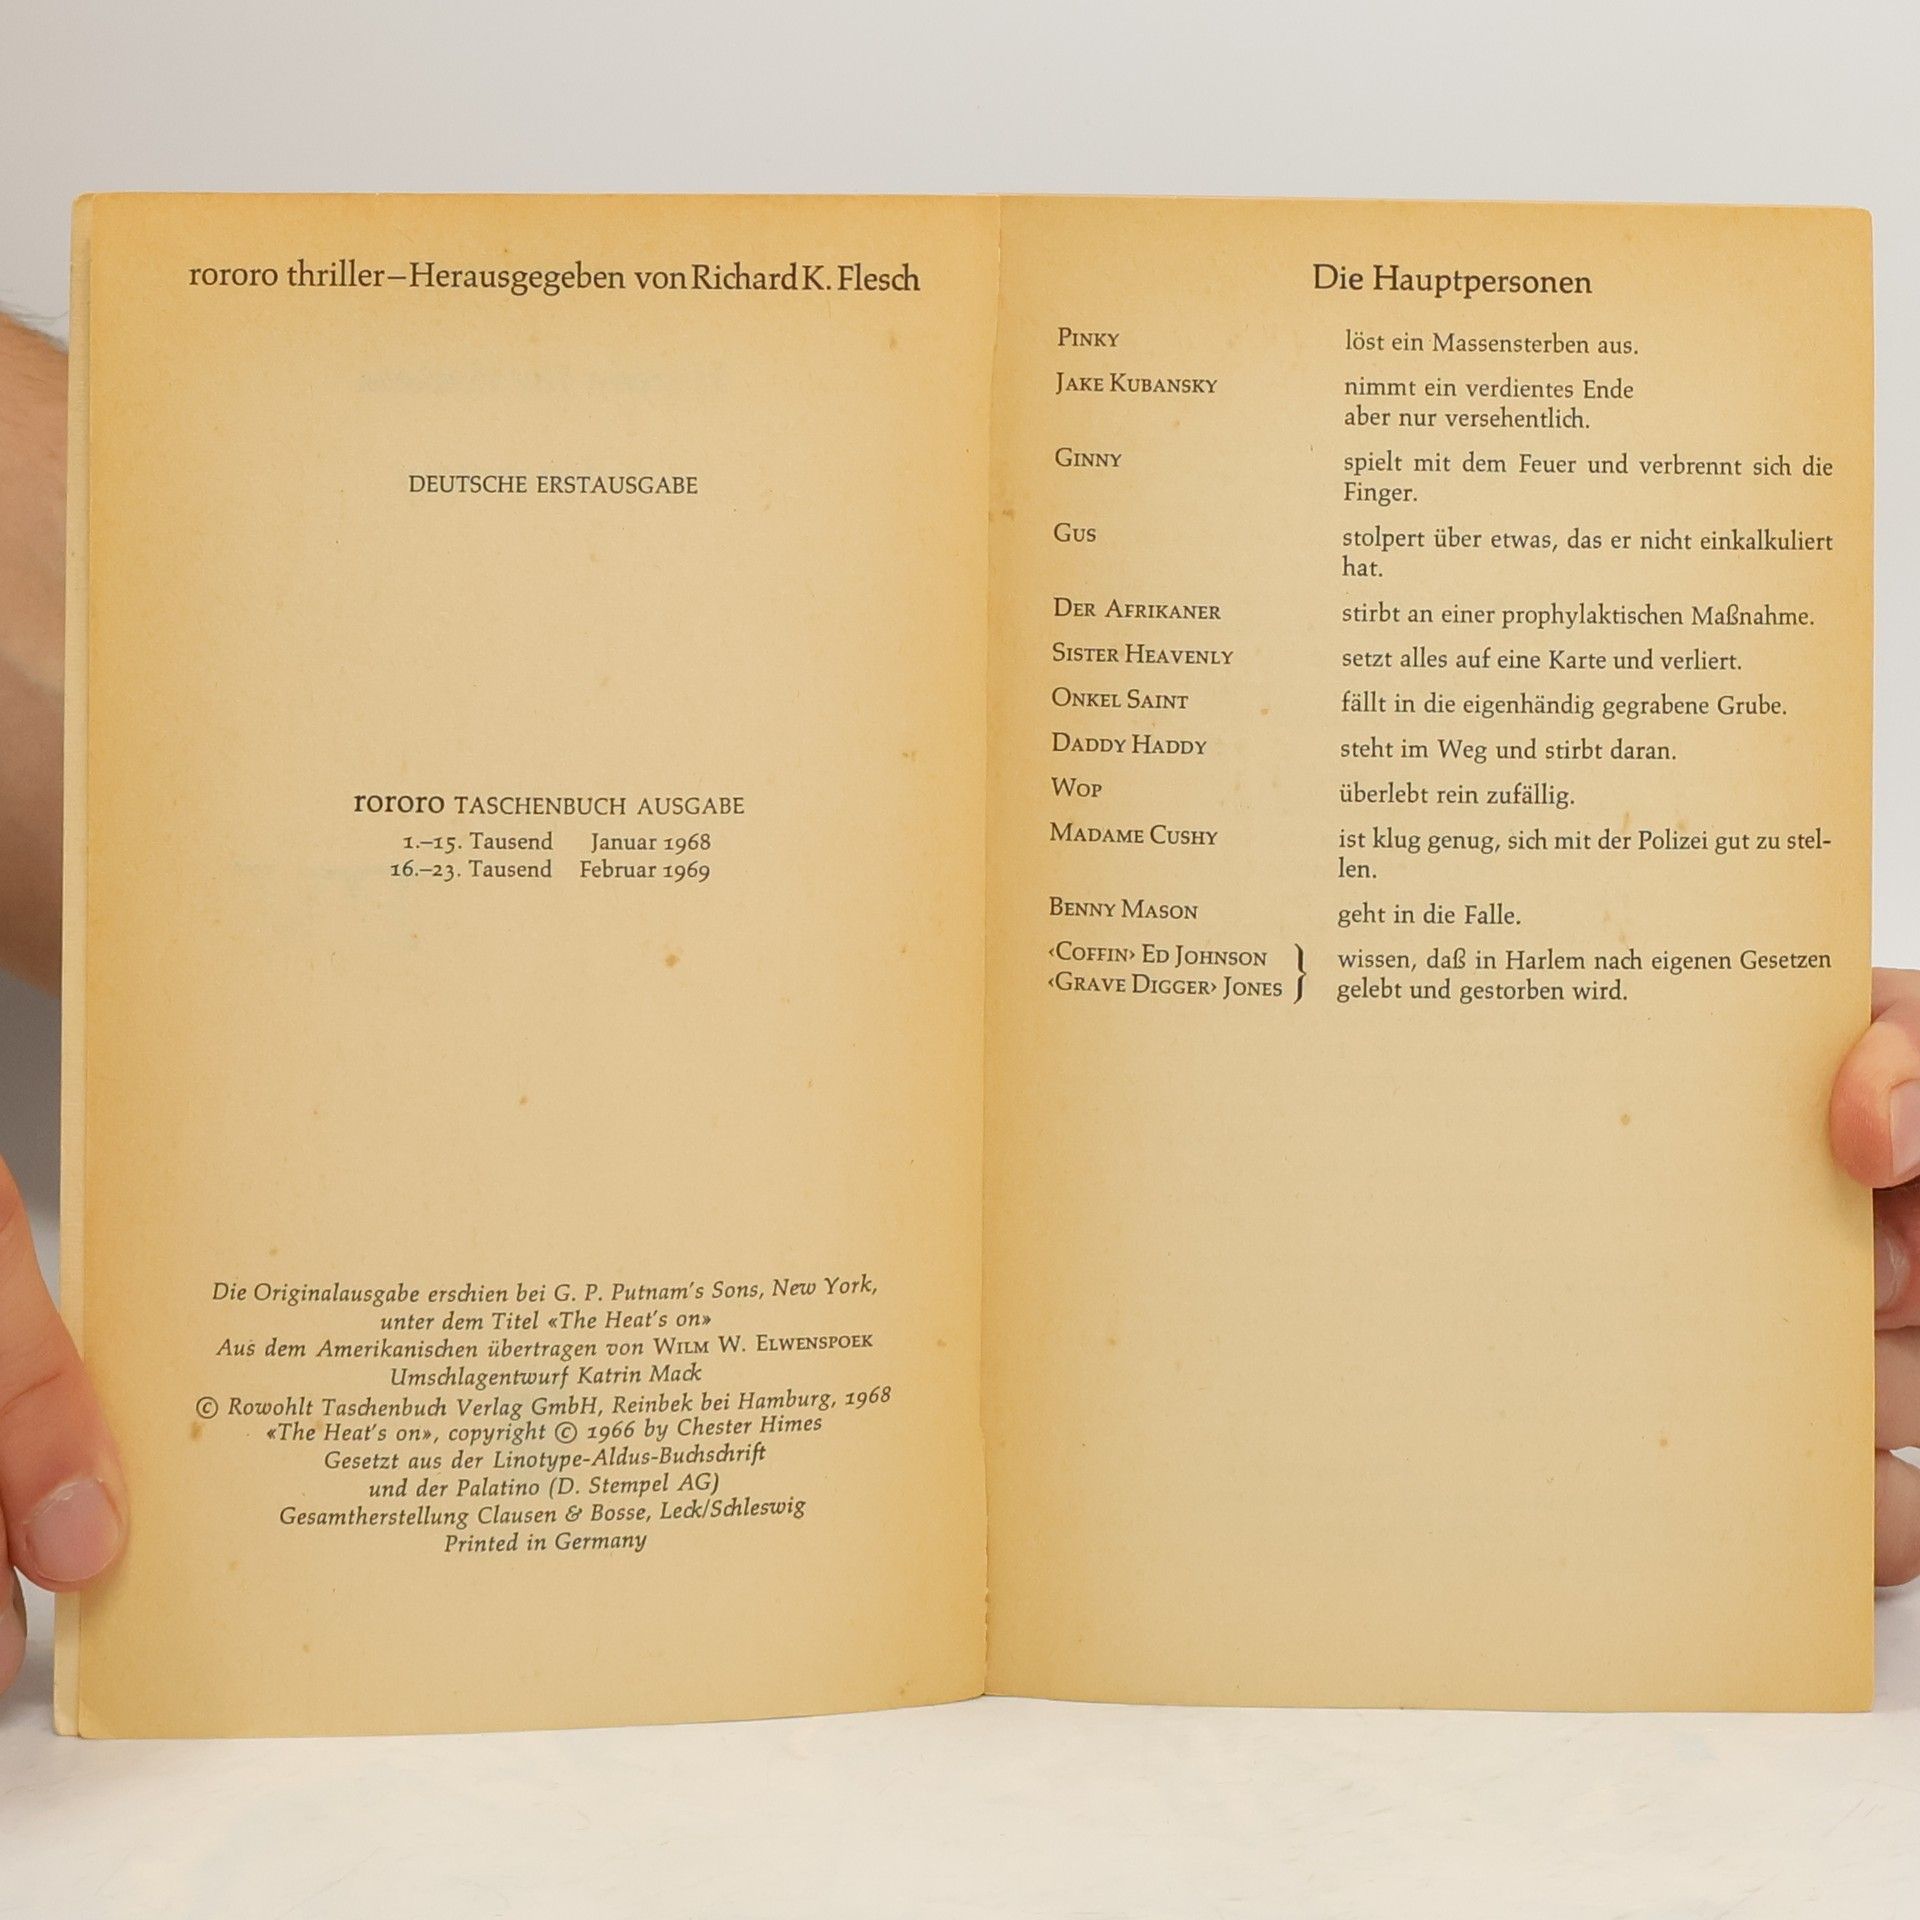 rororo thriller–Herausgegeben von Richard K. Flesch
DEUTSCHE ERSTAUSGABE
rororo TASCHENBUCH AUSGABE
1.–15. Tausend Januar 1968
16.–23. Tausend Februar 1969
Die Originalausgabe erschien bei G. P. Putnam's Sons, New York,
unter dem Titel «The Heat's on»
Aus dem Amerikanischen übertragen von WILM W. ELWENSPOEK
Umschlagentwurf Katrin Mack
© Rowohlt Taschenbuch Verlag GmbH, Reinbek bei Hamburg, 1968
«The Heat's on», copyright © 1966 by Chester Himes
Gesetzt aus der Linotype-Aldus-Buchschrift
und der Palatino (D. Stempel AG)
Gesamtherstellung Clausen & Bosse, Leck/Schleswig
Printed in Germany
Die Hauptpersonen
PINKY löst ein Massensterben aus.
JAKE KUBANSKY nimmt ein verdientes Ende
aber nur versehentlich.
GINNY spielt mit dem Feuer und verbrennt sich die
Finger.
GUS stolpert über etwas, das er nicht einkalkuliert
hat.
DER AFRIKANER stirbt an einer prophylaktischen Maßnahme.
SISTER HEAVENLY setzt alles auf eine Karte und verliert.
ONKEL SAINT fällt in die eigenhändig gegrabene Grube.
DADDY HADDY steht im Weg und stirbt daran.
WOP überlebt rein zufällig.
MADAME CUSHY ist klug genug, sich mit der Polizei gut zu stel-
len.
BENNY MASON geht in die Falle.
‹COFFIN› ED JOHNSON } wissen, daß in Harlem nach eigenen Gesetzen
‹GRAVE DIGGER› JONES gelebt und gestorben wird.